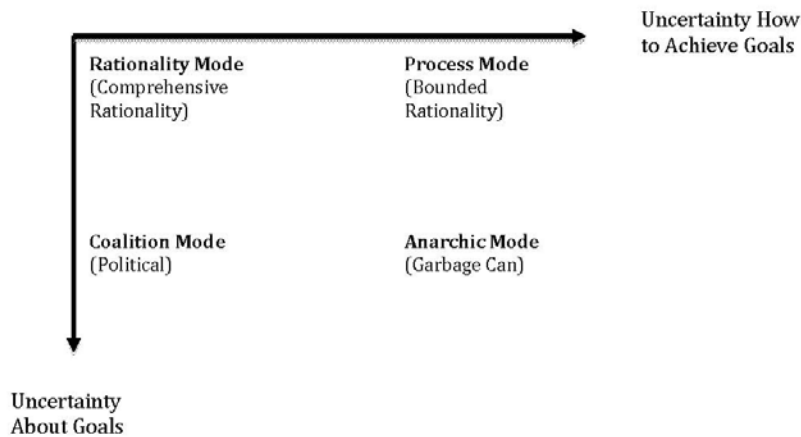 Uncertainty How
to Achieve Goals
Rationality Mode
(Comprehensive
Rationality)
Process Mode
(Bounded
Rationality)
Coalition Mode
(Political)
Anarchic Mode
(Garbage Can)
Uncertainty
About Goals